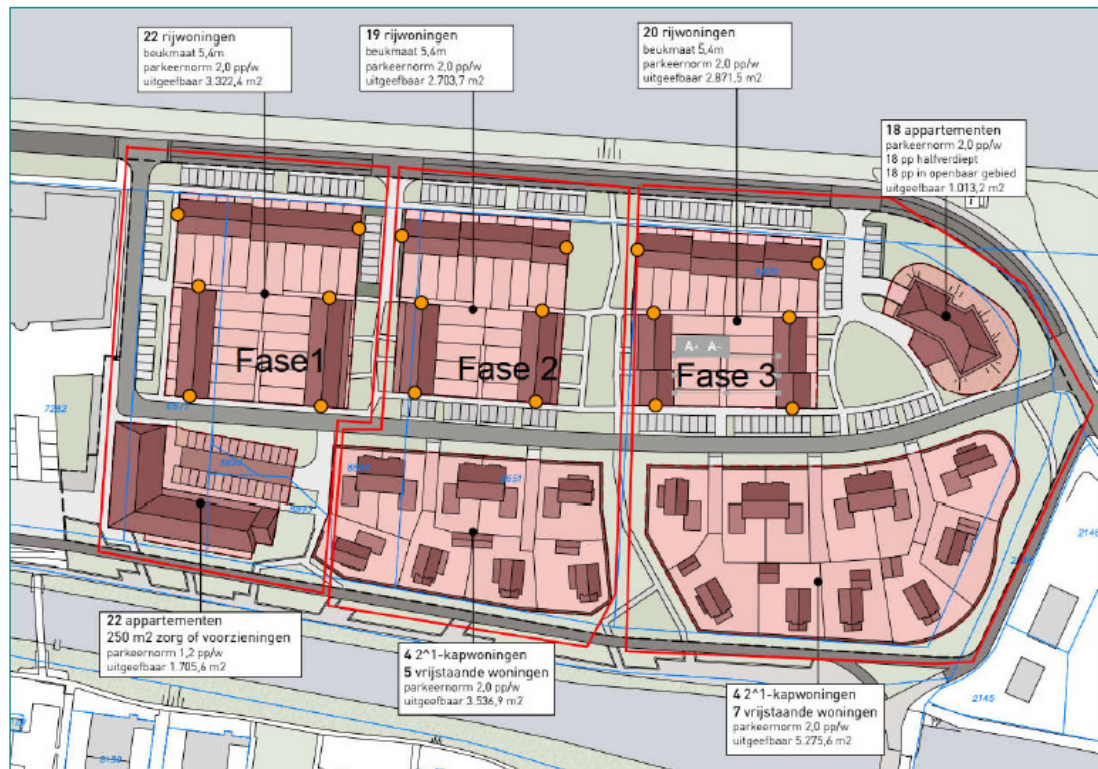 22 rijwoningen
beukmaat 5,4m
parkeernorm 2,0 pp/w
uitgeefbaar 3.322,4 m2
19 rijwoningen
beukmaat 5,4m
parkeernorm 2,0 pp/w
uitgeefbaar 2.703,7 m2
20 rijwoningen
beukmaat 5,4m
parkeernorm 2,0 pp/w
uitgeefbaar 2.871,5 m2
18 appartementen
parkeernorm 2,0 pp/w
18 pp halfverdiept
18 pp in openbaar gebied
uitgeefbaar 1.013,2 m2
A+ A-
Fase1
Fase 2
Fase 3
7282
6877
2146
2145
22 appartementen
250 m2 zorg of voorzieningen
parkeernorm 1,2 pp/w
uitgeefbaar 1.705,6 m2
4 2^1-kapwoningen
5 vrijstaande woningen
parkeernorm 2,0 pp/w
uitgeefbaar 3.536,9 m2
4 2^1-kapwoningen
7 vrijstaande woningen
parkeernorm 2,0 pp/w
uitgeefbaar 5.275,6 m2